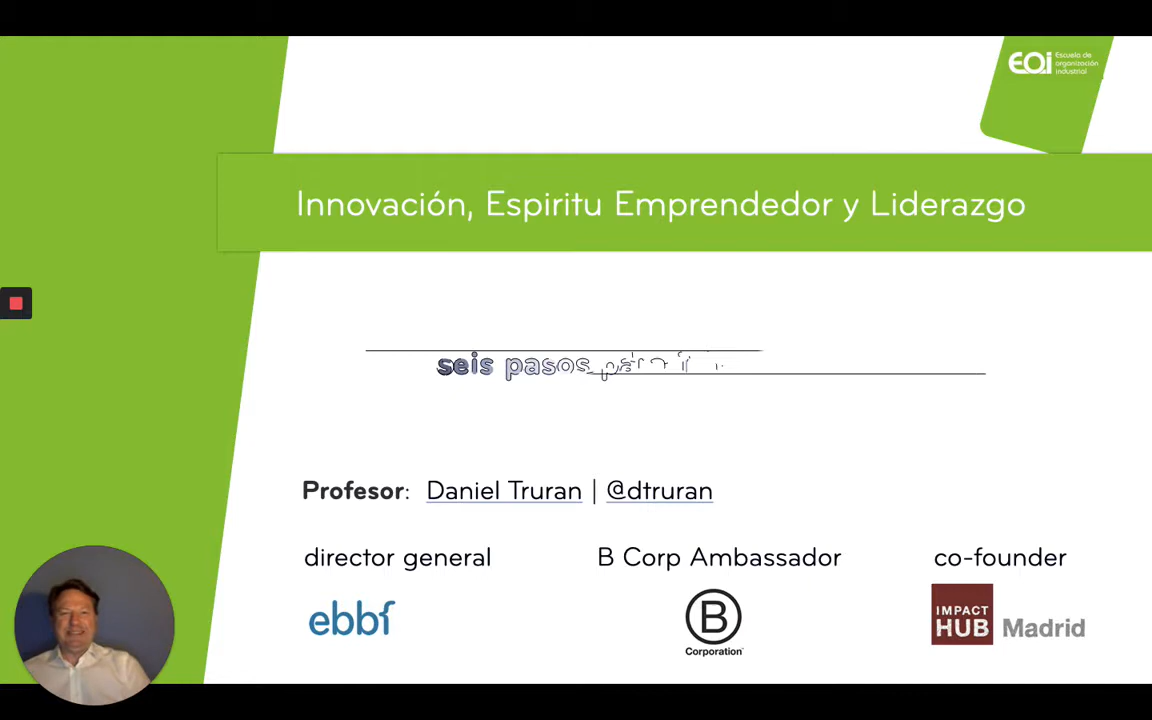 EOi Escuela de
organización
industrial
Innovación, Espiritu Emprendedor y Liderazgo
seis pasos
Profesor: Daniel Truran | @dtruran
director general B Corp Ambassador co-founder
ebbf B Corporation IMPACT HUB Madrid